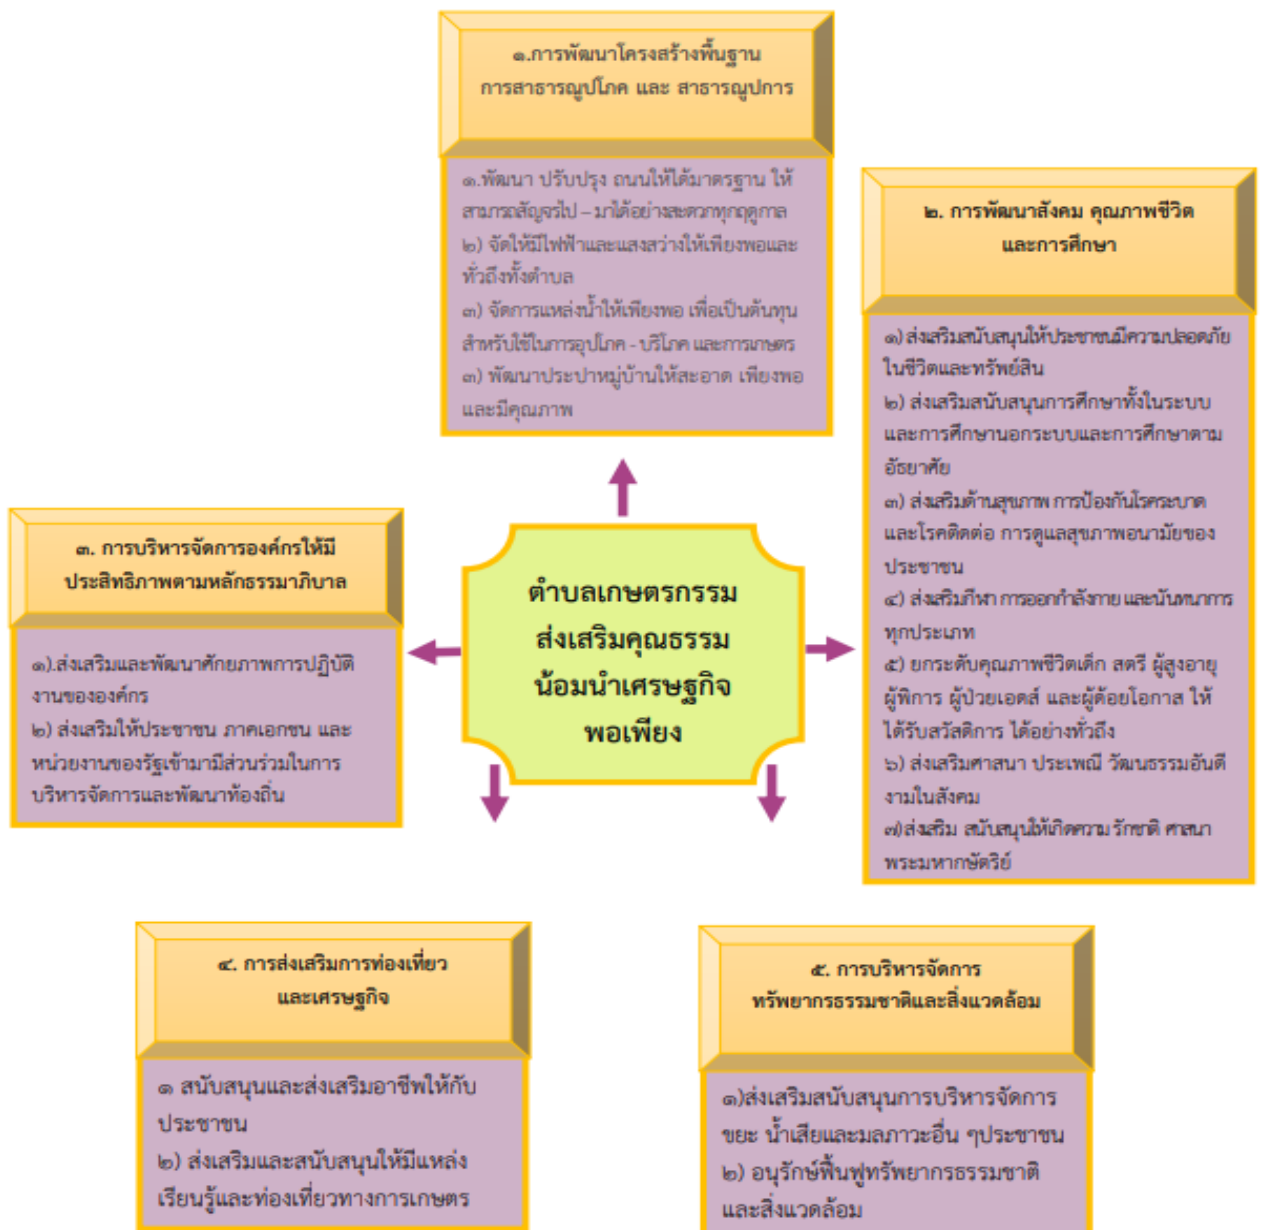 ๑.การพัฒนาโครงสร้างพื้นฐาน
การสาธารณูปโภค และ สาธารณูปการ
๑.พัฒนา ปรับปรุง ถนนให้ได้มาตรฐาน ให้
สามารถสัญจรไป – มาได้อย่างสะดวกทุกฤดูกาล
๒) จัดให้มีไฟฟ้าและแสงสว่างให้เพียงพอและ
ทั่วถึงทั้งตำบล
๓) จัดการแหล่งน้ำให้เพียงพอ เพื่อเป็นต้นทุน
สำหรับใช้ในการอุปโภค - บริโภค และการเกษตร
๓) พัฒนาประปาหมู่บ้านให้สะอาด เพียงพอ
และมีคุณภาพ
๒. การพัฒนาสังคม คุณภาพชีวิต
และการศึกษา
๑) ส่งเสริมสนับสนุนให้ประชาชนมีความปลอดภัย
ในชีวิตและทรัพย์สิน
๒) ส่งเสริมสนับสนุนการศึกษาทั้งในระบบ
และการศึกษานอกระบบและการศึกษาตาม
อัธยาศัย
๓) ส่งเสริมด้านสุขภาพ การป้องกันโรคระบาด
และโรคติดต่อ การดูแลสุขภาพอนามัยของ
ประชาชน
๔) ส่งเสริมกีฬา การออกกำลังกาย และนันทนาการ
ทุกประเภท
๕) ยกระดับคุณภาพชีวิตเด็ก สตรี ผู้สูงอายุ
ผู้พิการ ผู้ป่วยเอดส์ และผู้ด้อยโอกาส ให้
ได้รับสวัสดิการ ได้อย่างทั่วถึง
๖) ส่งเสริมศาสนา ประเพณี วัฒนธรรมอันดี
งามในสังคม
๗)ส่งเสริม สนับสนุนให้เกิดความ รักชาติ ศาสนา
พระมหากษัตริย์
๓. การบริหารจัดการองค์กรให้มี
ประสิทธิภาพตามหลักธรรมาภิบาล
๑).ส่งเสริมและพัฒนาศักยภาพการปฏิบัติ
งานขององค์กร
๒) ส่งเสริมให้ประชาชน ภาคเอกชน และ
หน่วยงานของรัฐเข้ามามีส่วนร่วมในการ
บริหารจัดการและพัฒนาท้องถิ่น
ตำบลเกษตรกรรม
ส่งเสริมคุณธรรม
น้อมนำเศรษฐกิจ
พอเพียง
๔. การส่งเสริมการท่องเที่ยว
และเศรษฐกิจ
๑ สนับสนุนและส่งเสริมอาชีพให้กับ
ประชาชน
๒) ส่งเสริมและสนับสนุนให้มีแหล่ง
เรียนรู้และท่องเที่ยวทางการเกษตร
๕. การบริหารจัดการ
ทรัพยากรธรรมชาติและสิ่งแวดล้อม
๑)ส่งเสริมสนับสนุนการบริหารจัดการ
ขยะ น้ำเสียและมลภาวะอื่น ๆประชาชน
๒) อนุรักษ์ฟื้นฟูทรัพยากรธรรมชาติ
และสิ่งแวดล้อม